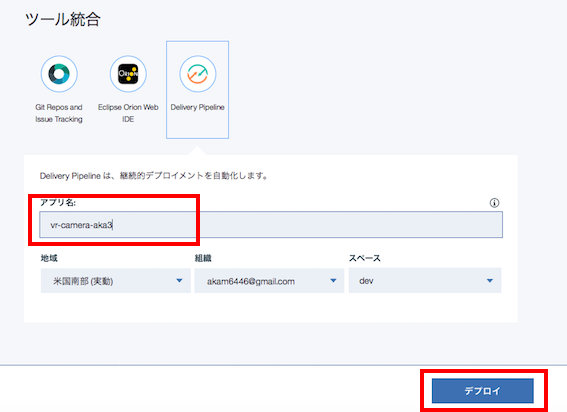 ツール統合
ORION
Git Repos and
Issue Tracking
Eclipse Orion Web
IDE
Delivery Pipeline
Delivery Pipeline は、継続的デプロイメントを自動化します。
アプリ名:
vr-camera-aka3
地域
組織
スペース
米国南部 (実動)
akam6446@gmail.com
dev
デプロイ